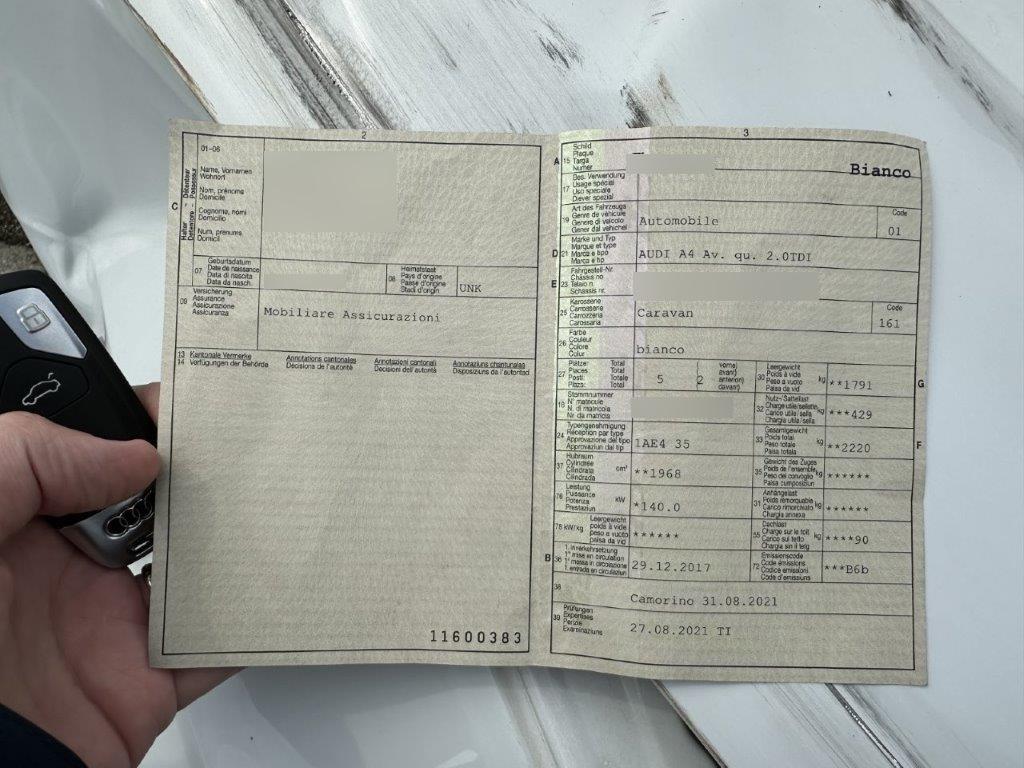 2
01-06
Name, Vornamen
Wohnort
Nom, prénoms
Domicile
Cognome, nomi
Domicilio
Num, prenums
Domicil
C
Halter - Détenteur
Detentore - Possessur
07
Geburtsdatum
Date de naissance
Data di nascita
Data da nasch.
08
Heimatstaat
Pays d'origine
Paese d'origine
Stadi d'origin
UNK
09
Versicherung
Assurance
Assicurazione
Assicuranza
Mobiliare Assicurazioni
13
14
Kantonale Vermerke
Verfügungen der Behörde
Annotations cantonales
Décisions de l'autorité
Annotazioni cantonali
Decisioni dell'autorità
Annotaziuns chantunalas
Disposiziuns da l'autoritad
11600383
3
A
15
Schild
Plaque
Targa
Numer
Bianco
17
Bes. Verwendung
Usage spécial
Uso speciale
Diever spezial
19
Art des Fahrzeugs
Genre de véhicule
Genere di veicolo
Gener dal vehichel
Automobile
Code
01
D
21
Marke und Typ
Marque et type
Marca e tipo
Marca e tip
AUDI A4 Av. qu. 2.0TDI
E
23
Fahrgestell-Nr.
Châssis no
Telaio n.
Schassis nr.
25
Karosserie
Carrosserie
Carrozzeria
Carossaria
Caravan
Code
161
26
Farbe
Couleur
Colore
Colur
bianco
27
Plätze: Total
Places: Total
Posti: Totale
Plazs: Total
5
2
vorne)
avant)
anteriori)
davant)
30
Leergewicht
Poids à vide
Peso a vuoto
Paisa da vid
kg
**1791
G
18
Stammnummer
N° matricule
N. di matricola
Nr. da matricla
32
Nutz-/Sattellast
Charge utile/sellette
Carico utile/sella
Chargia utila/sella
kg
***429
24
Typengenehmigung
Réception par type
Approvazione del tipo
Approvaziun dal tip
1AE4 35
33
Gesamtgewicht
Poids total
Peso totale
Paisa totala
kg
**2220
F
37
Hubraum
Cylindrée
Cilindrata
Cilindrada
cm³
**1968
35
Gewicht des Zuges
Poids de l'ensemble
Peso del convoglio
Paisa cumposiziun
kg
******
76
Leistung
Puissance
Potenza
Prestaziun
kW
*140.0
31
Anhängelast
Poids remorquable
Carico rimorchiato
Chargia annexa
kg
******
78 kW/kg
Leergewicht
poids à vide
peso a vuoto
paisa da vid
******
55
Dachlast
Charge sur le toit
Carico sul tetto
Chargia sin il tetg
kg
****90
B
36
1. Inverkehrsetzung
1re mise en circulation
1a messa in circolazione
1. entrada en circulaziun
29.12.2017
72
Emissionscode
Code émissions
Codice emissioni
Code d'emissiuns
***B6b
38
Camorino 31.08.2021
39
Prüfungen
Expertises
Perizie
Examinaziuns
27.08.2021 TI